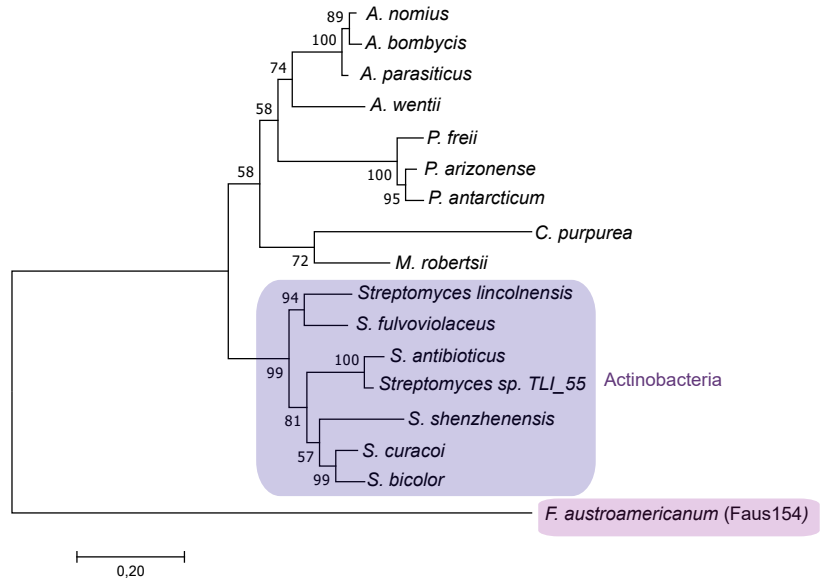 89
A. nomius
A. bombycis
100
A. parasiticus
74
A. wentii
58
P. freii
P. arizonense
100
P. antarcticum
95
58
C. purpurea
72
M. robertsii
Streptomyces lincolnensis
94
S. fulvoviolaceus
S. antibioticus
100
99
Streptomyces sp. TLI_55
Actinobacteria
S. shenzhenensis
81
S. curacoi
57
S. bicolor
99
F. austroamericanum (Faus154)
0,20